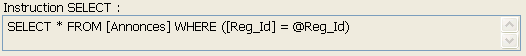 Instruction SELECT :
SELECT * FROM [Annonces] WHERE ([Reg_Id] = @Reg_Id)